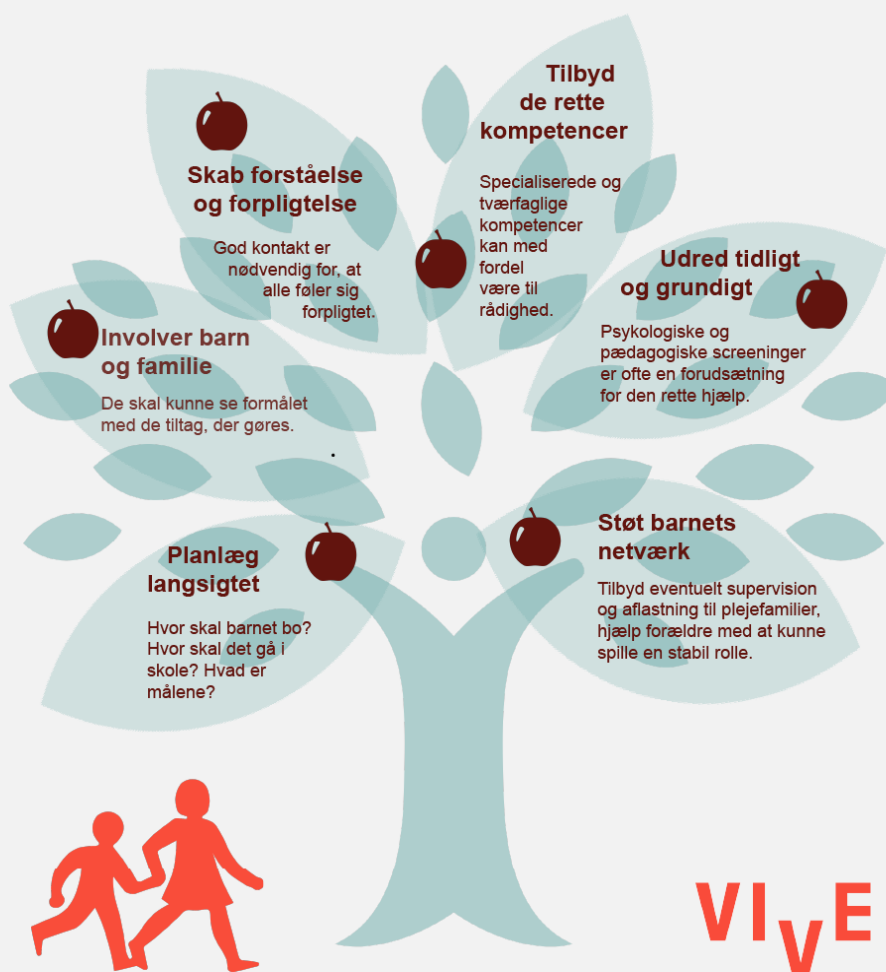 Tilbyd
de rette
kompetencer
Specialiserede og
tværfaglige
kompetencer
kan med
fordel
være til
rådighed.
Skab forståelse
og forpligtelse
God kontakt er
nødvendig for, at
alle føler sig
forpligtet.
Udred tidligt
og grundigt
Psykologiske og
pædagogiske screeninger
er ofte en forudsætning
for den rette hjælp.
Involver barn
og familie
De skal kunne se formålet
med de tiltag, der gøres.
.
Planlæg
langsigtet
Hvor skal barnet bo?
Hvor skal det gå i
skole? Hvad er
målene?
Støt barnets
netværk
Tilbyd eventuelt supervision
og aflastning til plejefamilier,
hjælp forældre med at kunne
spille en stabil rolle.
VIVE